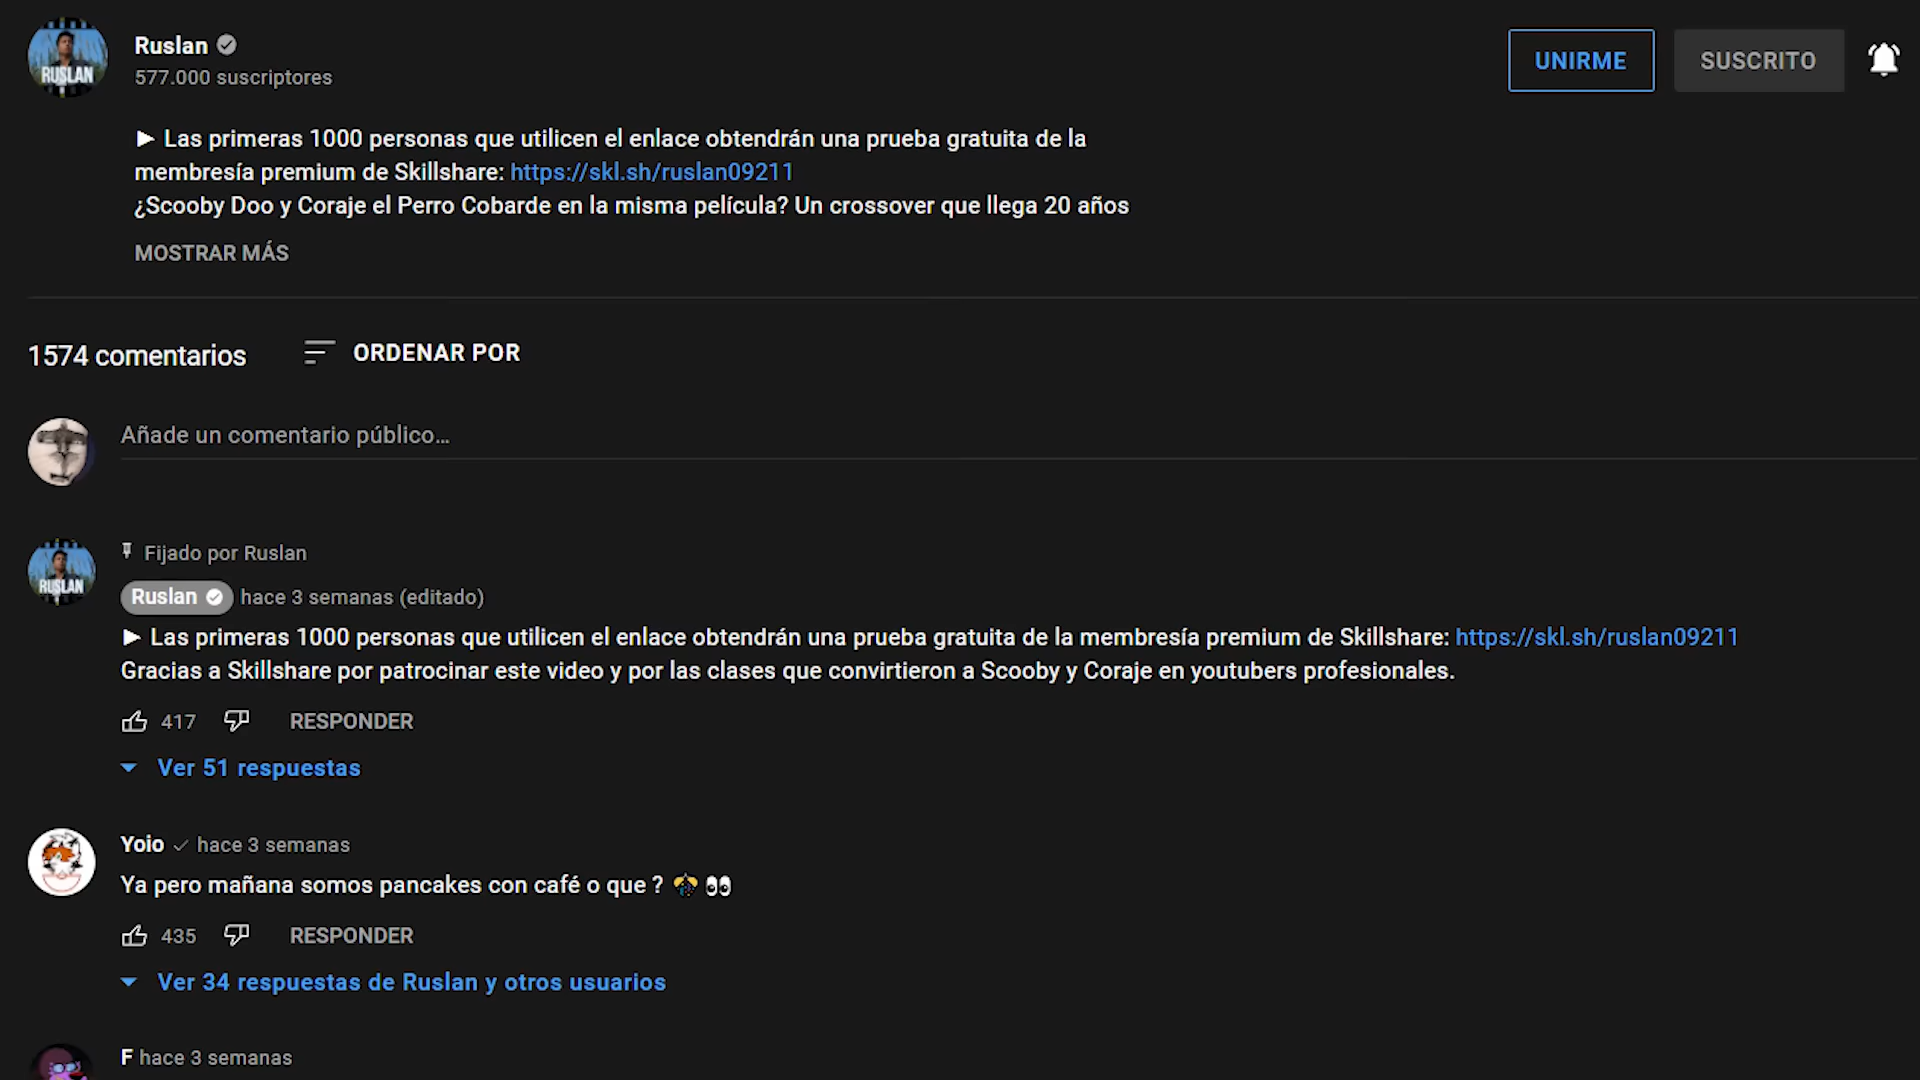 Ruslan
577.000 suscriptores
UNIRME
SUSCRITO
RUSLAN
► Las primeras 1000 personas que utilicen el enlace obtendrán una prueba gratuita de la
membresía premium de Skillshare: https://skl.sh/ruslan09211
¿Scooby Doo y Coraje el Perro Cobarde en la misma película? Un crossover que llega 20 años
MOSTRAR MÁS
1574 comentarios
ORDENAR POR
Añade un comentario público...
RUSLAN
Fijado por Ruslan
Ruslan hace 3 semanas (editado)
► Las primeras 1000 personas que utilicen el enlace obtendrán una prueba gratuita de la membresía premium de Skillshare: https://skl.sh/ruslan09211
Gracias a Skillshare por patrocinar este video y por las clases que convirtieron a Scooby y Coraje en youtubers profesionales.
417 RESPONDER
Ver 51 respuestas
Yoio hace 3 semanas
Ya pero mañana somos pancakes con café o que ? 👀
435 RESPONDER
Ver 34 respuestas de Ruslan y otros usuarios
F hace 3 semanas